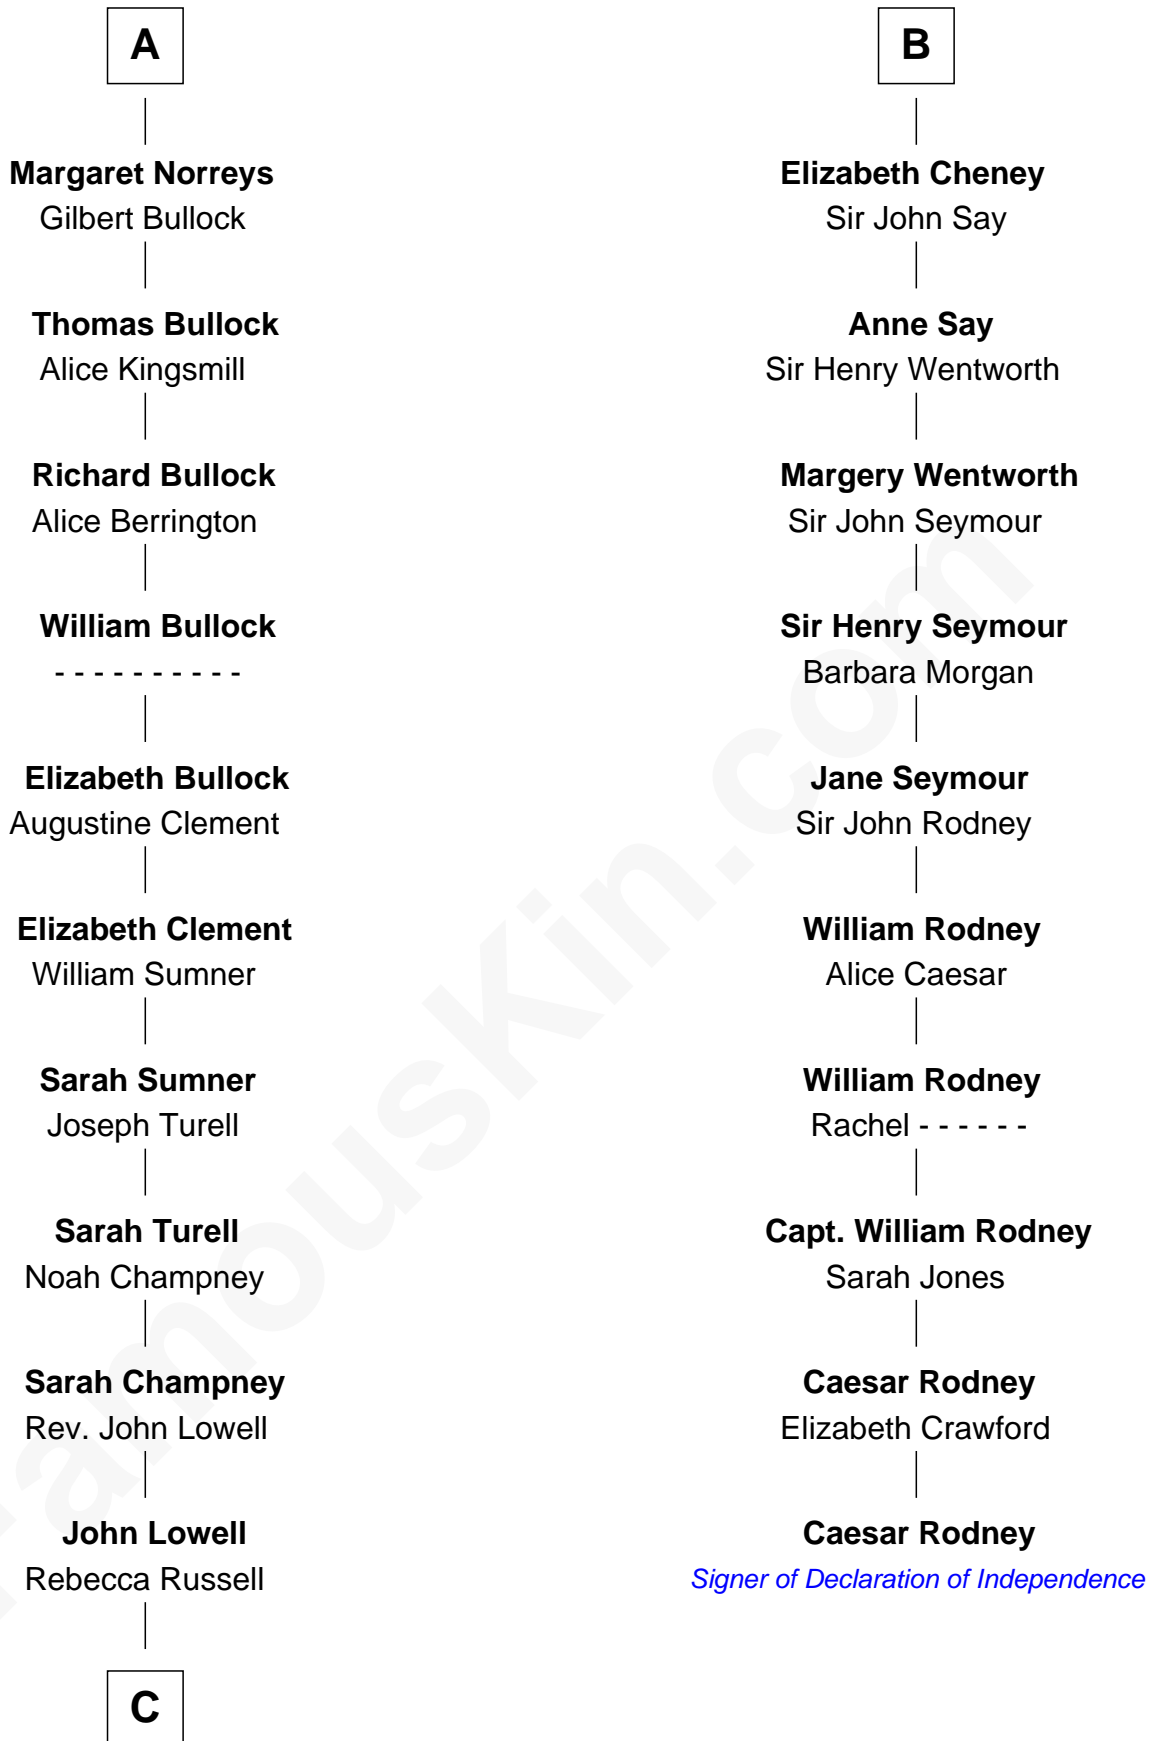 A
Margaret Norreys
Gilbert Bullock
Thomas Bullock
Alice Kingsmill
Richard Bullock
Alice Berrington
William Bullock
- - - - - - - - - -
Elizabeth Bullock
Augustine Clement
Elizabeth Clement
William Sumner
Sarah Sumner
Joseph Turell
Sarah Turell
Noah Champney
Sarah Champney
Rev. John Lowell
John Lowell
Rebecca Russell
C
B
Elizabeth Cheney
Sir John Say
Anne Say
Sir Henry Wentworth
Margery Wentworth
Sir John Seymour
Sir Henry Seymour
Barbara Morgan
Jane Seymour
Sir John Rodney
William Rodney
Alice Caesar
William Rodney
Rachel - - - - - -
Capt. William Rodney
Sarah Jones
Caesar Rodney
Elizabeth Crawford
Caesar Rodney
Signer of Declaration of Independence
FamousKin.com